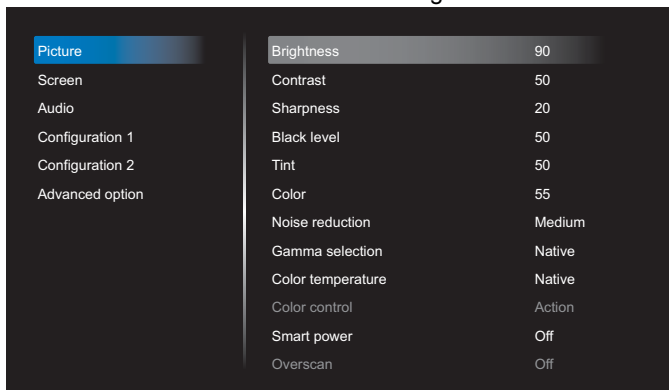 Picture
Screen
Audio
Configuration 1
Configuration 2
Advanced option
Brightness 90
Contrast 50
Sharpness 20
Black level 50
Tint 50
Color 55
Noise reduction Medium
Gamma selection Native
Color temperature Native
Color control Action
Smart power Off
Overscan Off